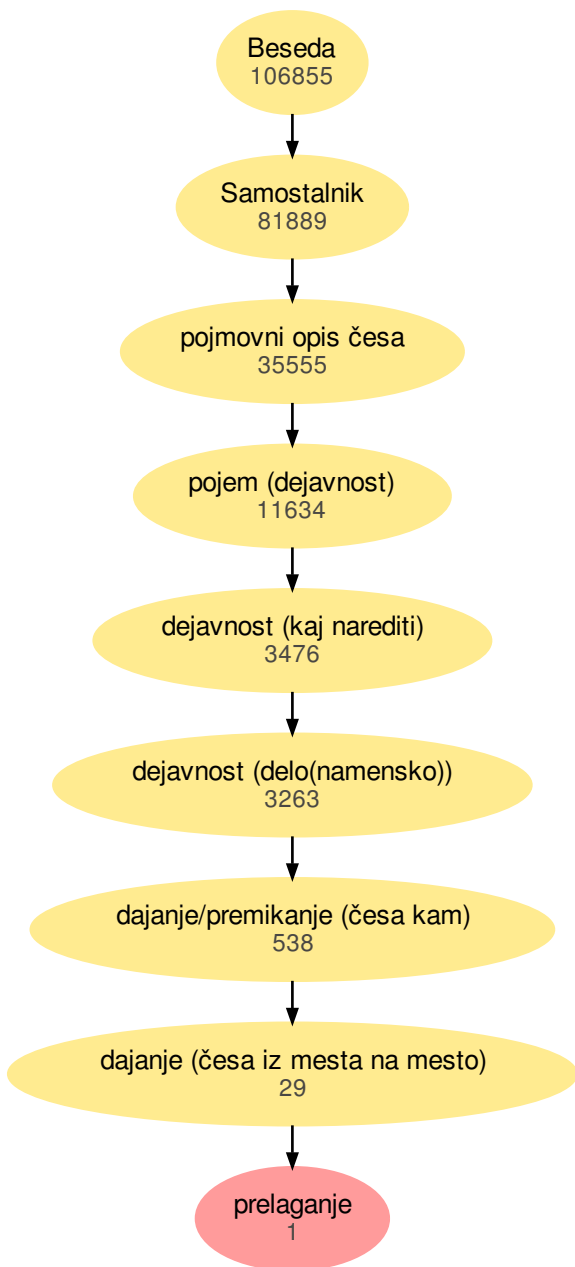 Beseda
106855
Samostalnik
81889
pojmovni opis česa
35555
pojem (dejavnost)
11634
dejavnost (kaj narediti)
3476
dejavnost (delo(namensko))
3263
dajanje/premikanje (česa kam)
538
dajanje (česa iz mesta na mesto)
29
prelaganje
1